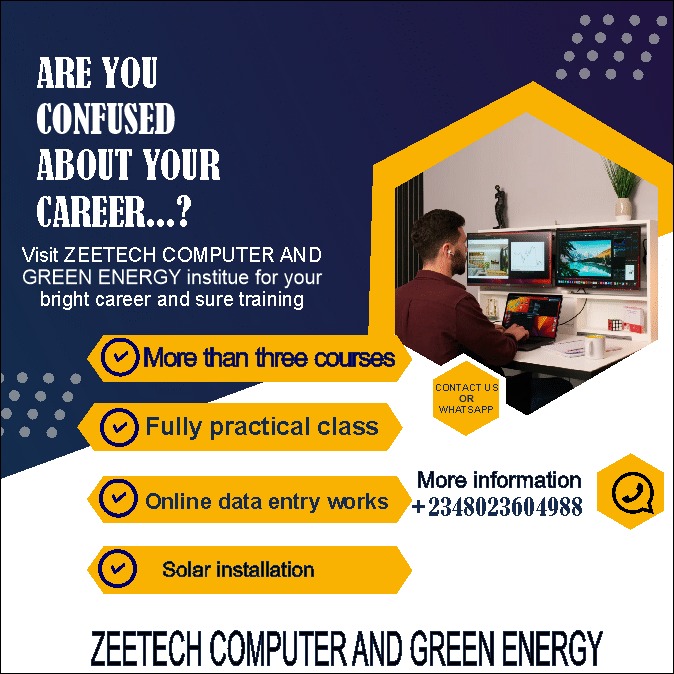 ARE YOU
CONFUSED
ABOUT YOUR
CAREER...?
Visit ZEETECH COMPUTER AND
GREEN ENERGY institue for your
bright career and sure training
More than three courses
Fully practical class
Online data entry works
Solar installation
CONTACT US
OR
WHATSAPP
More information
+2348023604988
ZEETECH COMPUTER AND GREEN ENERGY